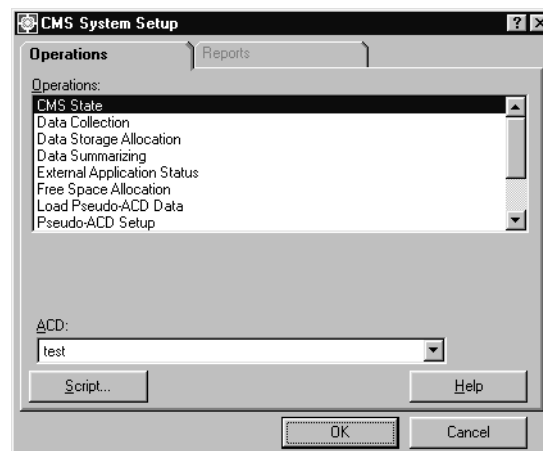 CMS System Setup
Operations
Reports
Operations:
CMS State
Data Collection
Data Storage Allocation
Data Summarizing
External Application Status
Free Space Allocation
Load Pseudo-ACD Data
Pseudo-ACD Setup
ACD:
test
Script...
Help
OK
Cancel